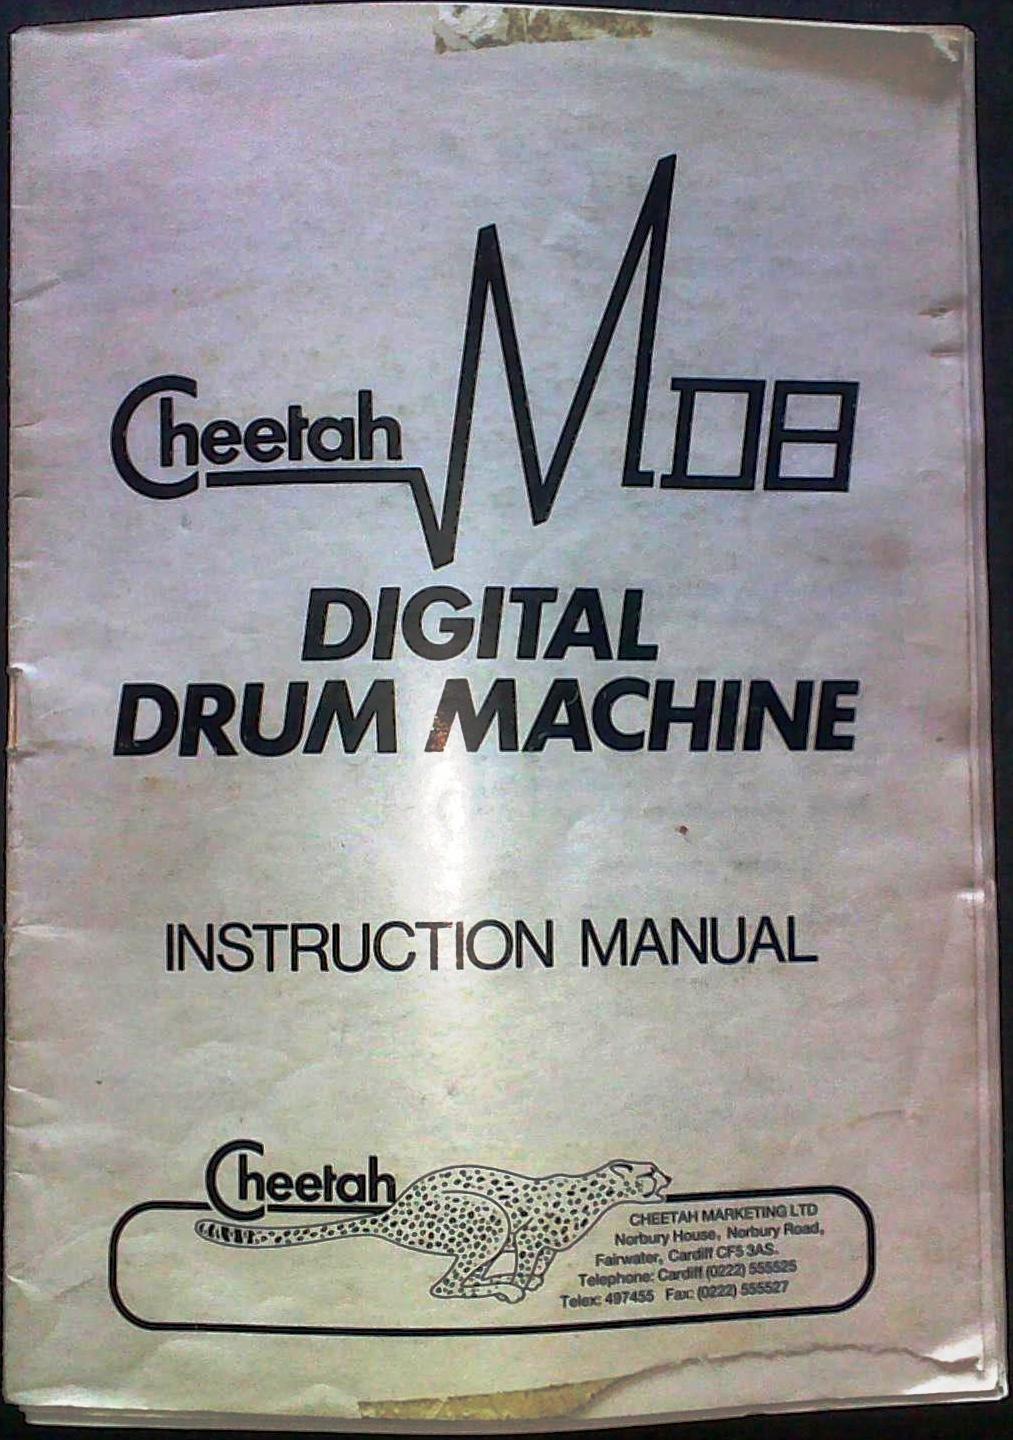 Cheetah MD8
DIGITAL
DRUM MACHINE
INSTRUCTION MANUAL
Cheetah
CHEETAH MARKETING LTD
Norbury House, Norbury Road,
Fairwater, Cardiff CF5 3AS.
Telephone: Cardiff (0222) 555525
Telex: 497455 Fax: (0222) 555527